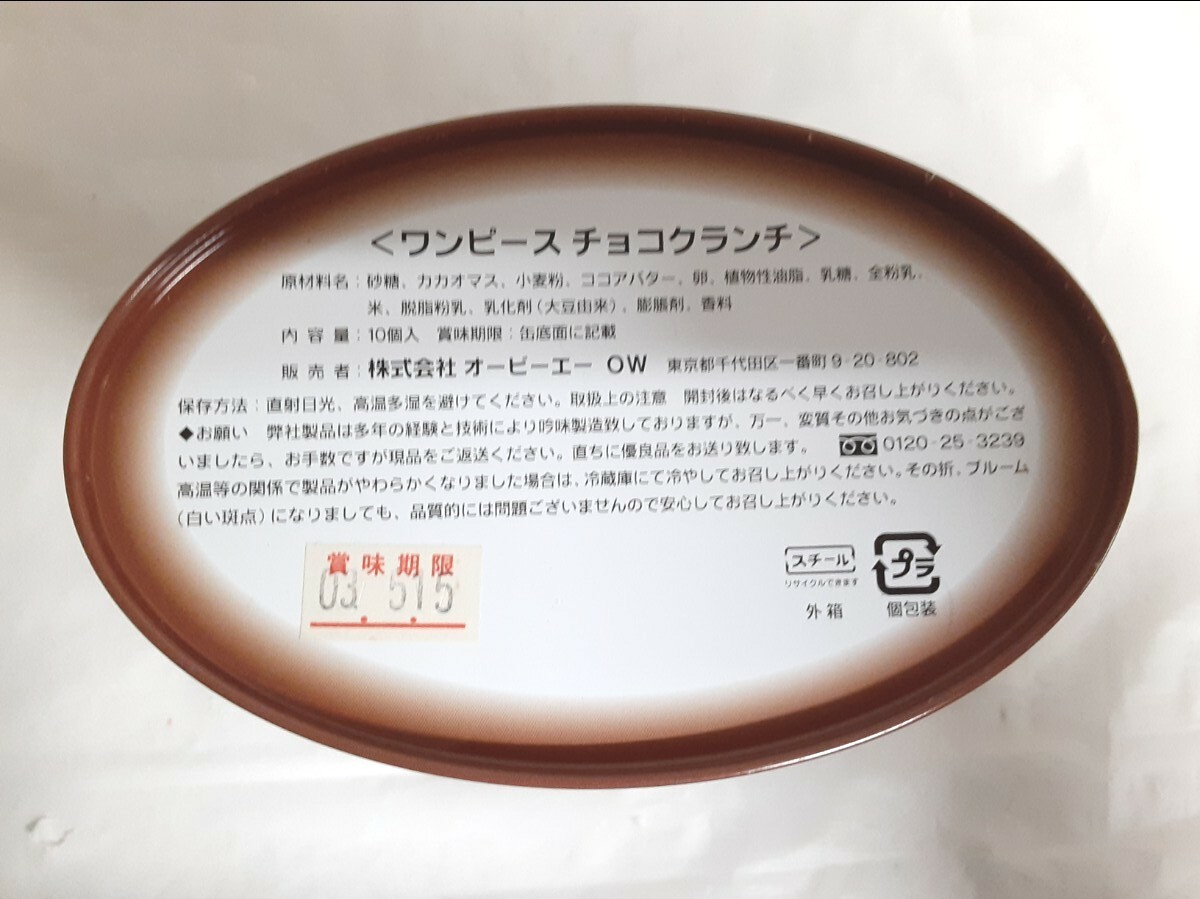 ＜ワンピース チョコクランチ＞
原材料名：砂糖、カカオマス、小麦粉、ココアバター、卵、植物性油脂、乳糖、全粉乳、
米、脱脂粉乳、乳化剤（大豆由来）、膨脹剤、香料
内容量：10個入　賞味期限：缶底面に記載
販売者：株式会社 オービーエー OW　東京都千代田区一番町9-20-802
保存方法：直射日光、高温多湿を避けてください。取扱上の注意　開封後はなるべく早くお召し上がりください。
◆お願い　弊社製品は多年の経験と技術により吟味製造致しておりますが、万一、変質その他お気づきの点がござ
いましたら、お手数ですが現品をご返送ください。直ちに優良品をお送り致します。　0120-25-3239
高温等の関係で製品がやわらかくなりました場合は、冷蔵庫にて冷やしてお召し上がりください。その折、ブルーム
（白い斑点）になりましても、品質的には問題ございませんので安心してお召し上がりください。
賞味期限
03. 5.15
スチール
リサイクルできます
外箱
プラ
個包装